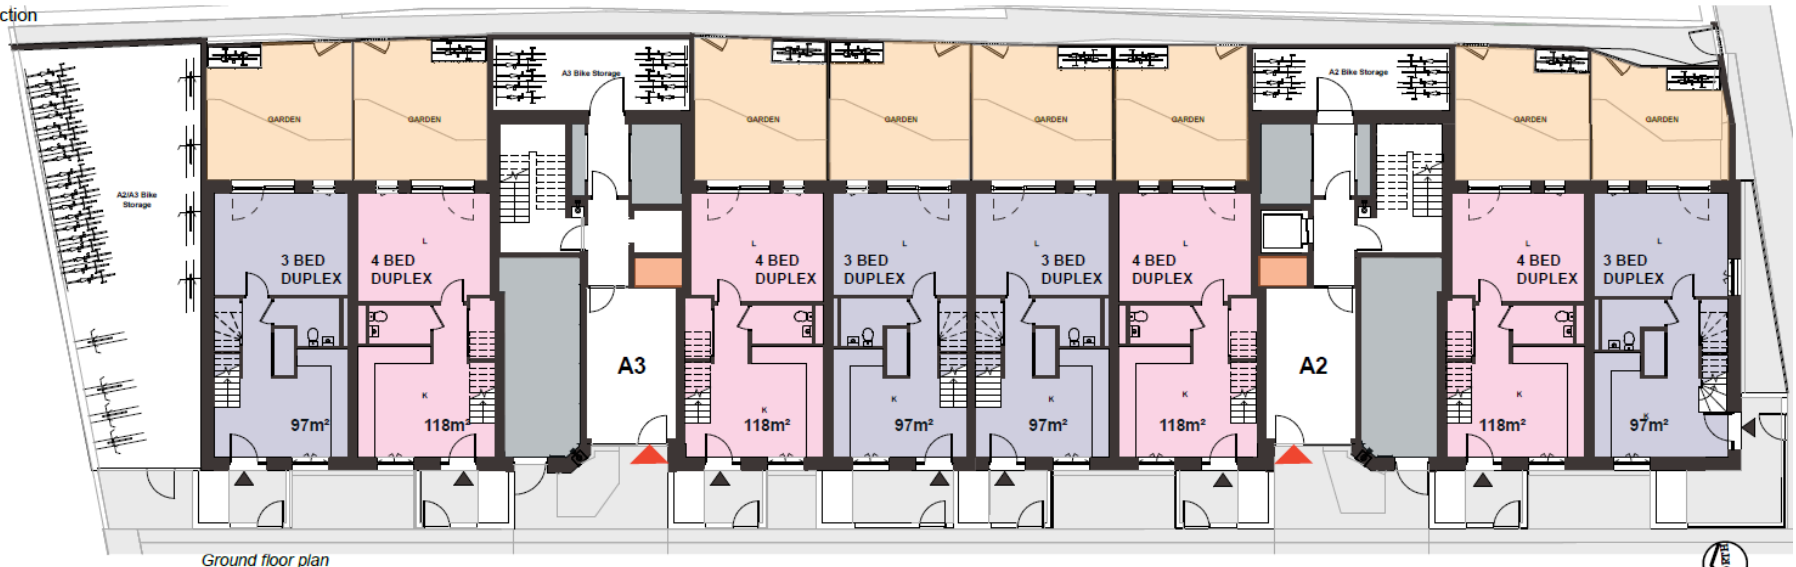 ction
A3 Bike Storage
A2 Bike Storage
GARDEN
GARDEN
GARDEN
GARDEN
GARDEN
GARDEN
GARDEN
GARDEN
A2/A3 Bike
Storage
L
L
L
L
L
L
L
3 BED
DUPLEX
4 BED
DUPLEX
4 BED
DUPLEX
3 BED
DUPLEX
3 BED
DUPLEX
4 BED
DUPLEX
4 BED
DUPLEX
3 BED
DUPLEX
A3
A2
K
K
K
K
K
K
K
97m²
118m²
118m²
97m²
97m²
118m²
118m²
97m²
Ground floor plan
NORTH